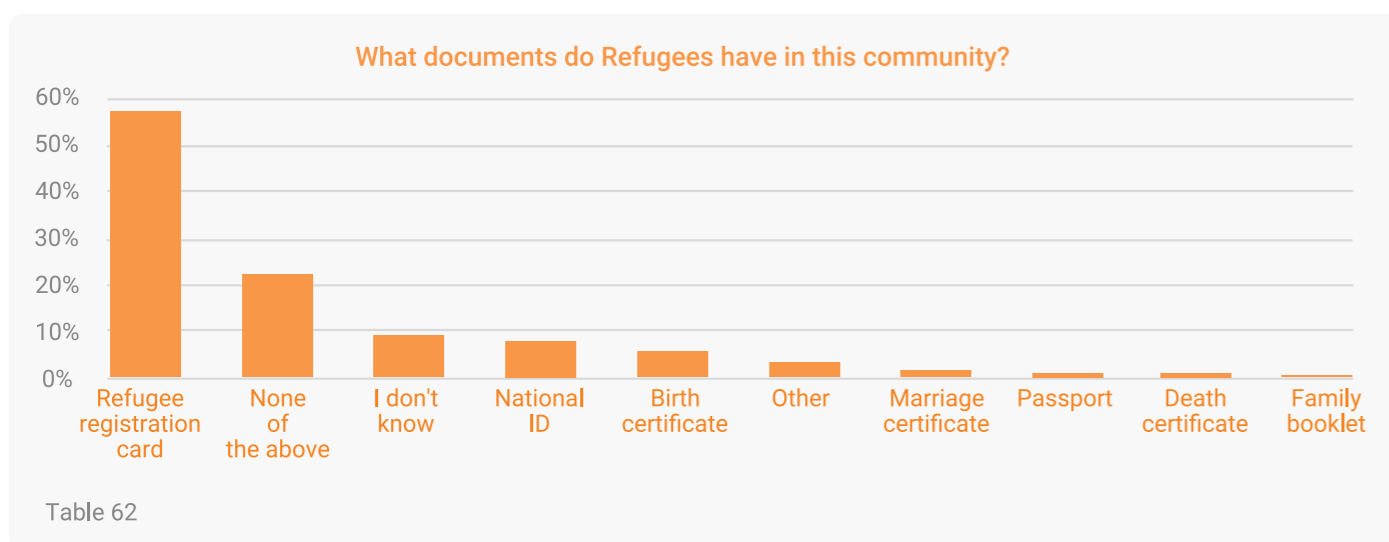 What documents do Refugees have in this community?
60%
50%
40%
30%
20%
10%
0%
Refugee
registration
card
None
of
the above
I don't
know
National
ID
Birth
certificate
Other
Marriage
certificate
Passport
Death
certificate
Family
booklet
Table 62